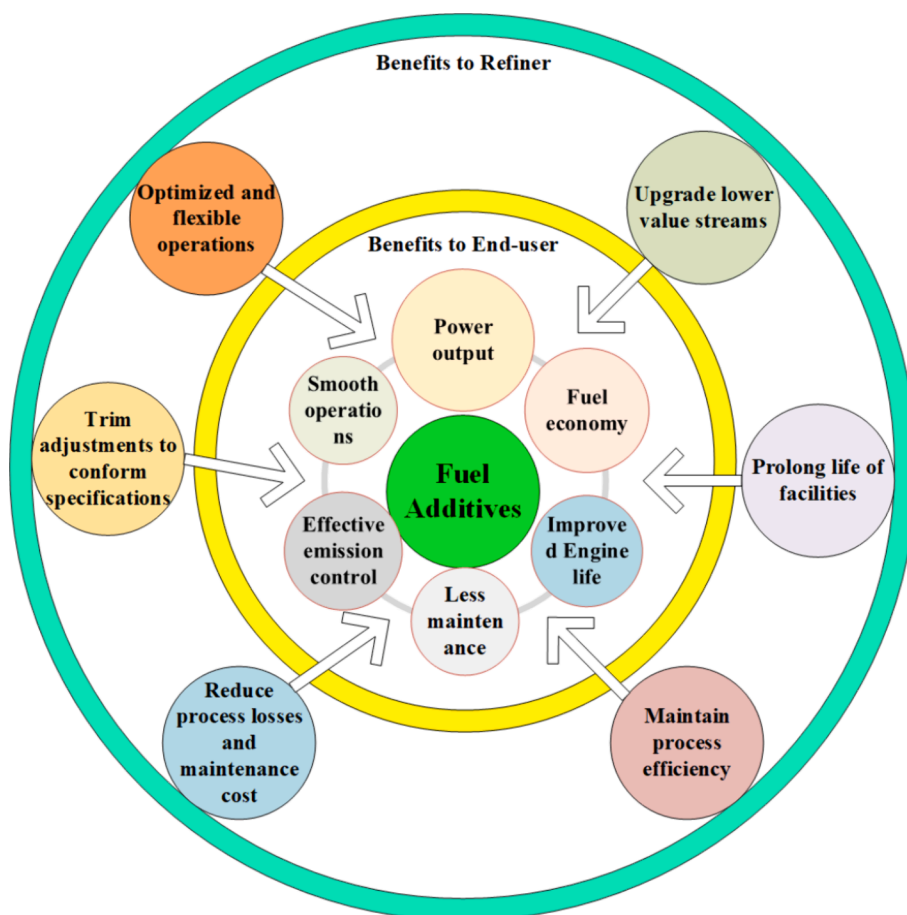 Benefits to Refiner
Optimized and
flexible
operations
Upgrade lower
value streams
Benefits to End-user
Power
output
Smooth
operatio
ns
Fuel
economy
Trim
adjustments to
conform
specifications
Fuel
Additives
Prolong life of
facilities
Effective
emission
control
Improve
d Engine
life
Less
mainten
ance
Reduce
process losses
and
maintenance
cost
Maintain
process
efficiency